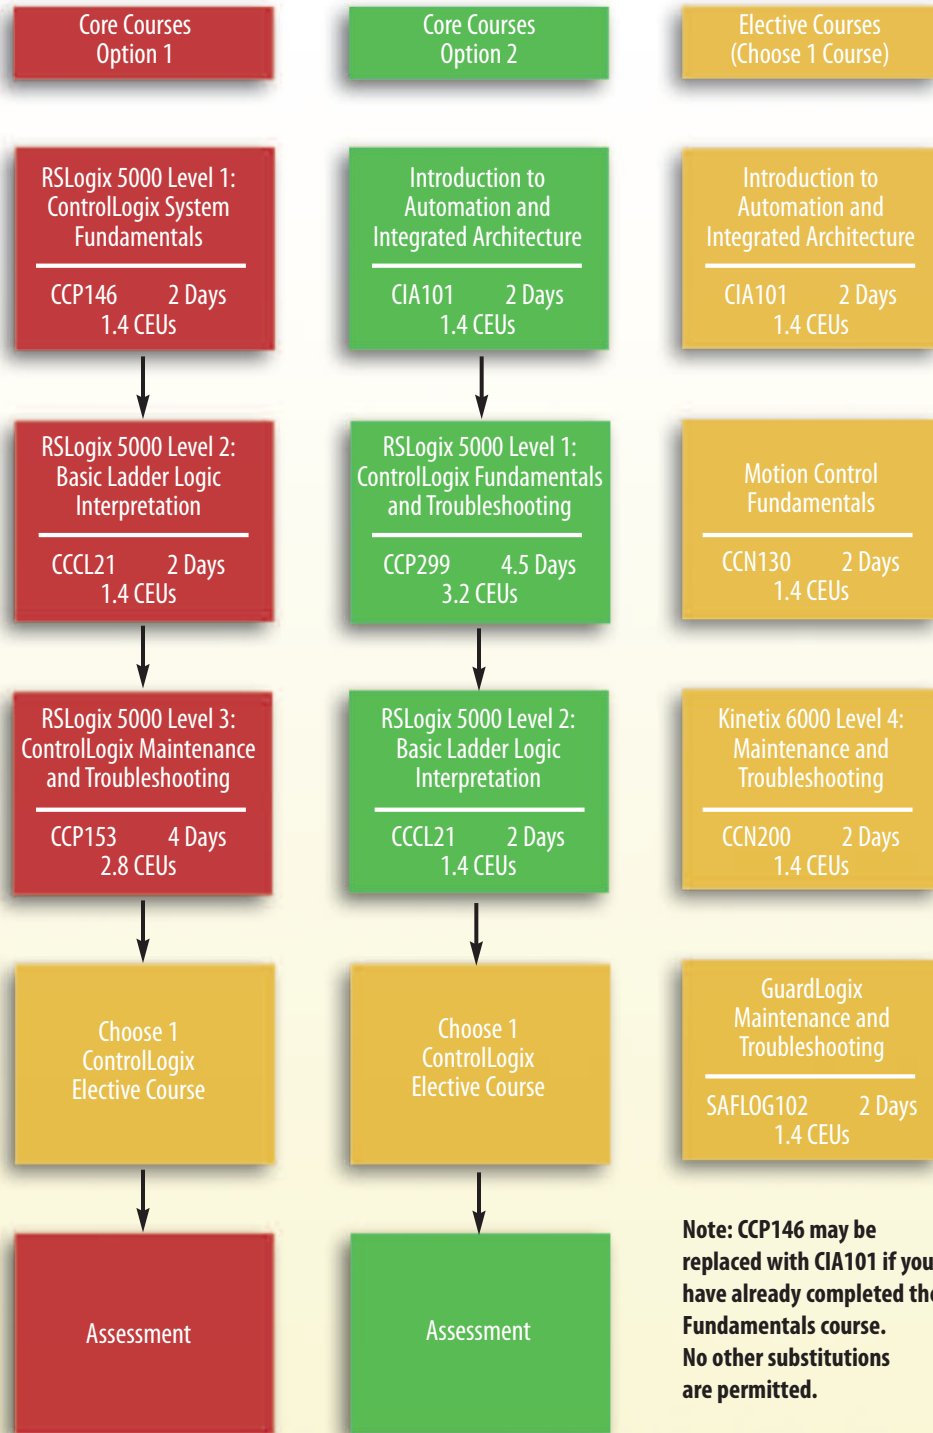 Core Courses
Option 1
Core Courses
Option 2
Elective Courses
(Choose 1 Course)
RSLogix 5000 Level 1:
ControlLogix System
Fundamentals
CCP146 2 Days
1.4 CEUs
RSLogix 5000 Level 2:
Basic Ladder Logic
Interpretation
CCCL21 2 Days
1.4 CEUs
RSLogix 5000 Level 3:
ControlLogix Maintenance
and Troubleshooting
CCP153 4 Days
2.8 CEUs
Choose 1
ControlLogix
Elective Course
Assessment
Introduction to
Automation and
Integrated Architecture
CIA101 2 Days
1.4 CEUs
RSLogix 5000 Level 1:
ControlLogix Fundamentals
and Troubleshooting
CCP299 4.5 Days
3.2 CEUs
RSLogix 5000 Level 2:
Basic Ladder Logic
Interpretation
CCCL21 2 Days
1.4 CEUs
Choose 1
ControlLogix
Elective Course
Assessment
Introduction to
Automation and
Integrated Architecture
CIA101 2 Days
1.4 CEUs
Motion Control
Fundamentals
CCN130 2 Days
1.4 CEUs
Kinetix 6000 Level 4:
Maintenance and
Troubleshooting
CCN200 2 Days
1.4 CEUs
GuardLogix
Maintenance and
Troubleshooting
SAFLOG102 2 Days
1.4 CEUs
Note: CCP146 may be
replaced with CIA101 if you
have already completed the
Fundamentals course.
No other substitutions
are permitted.